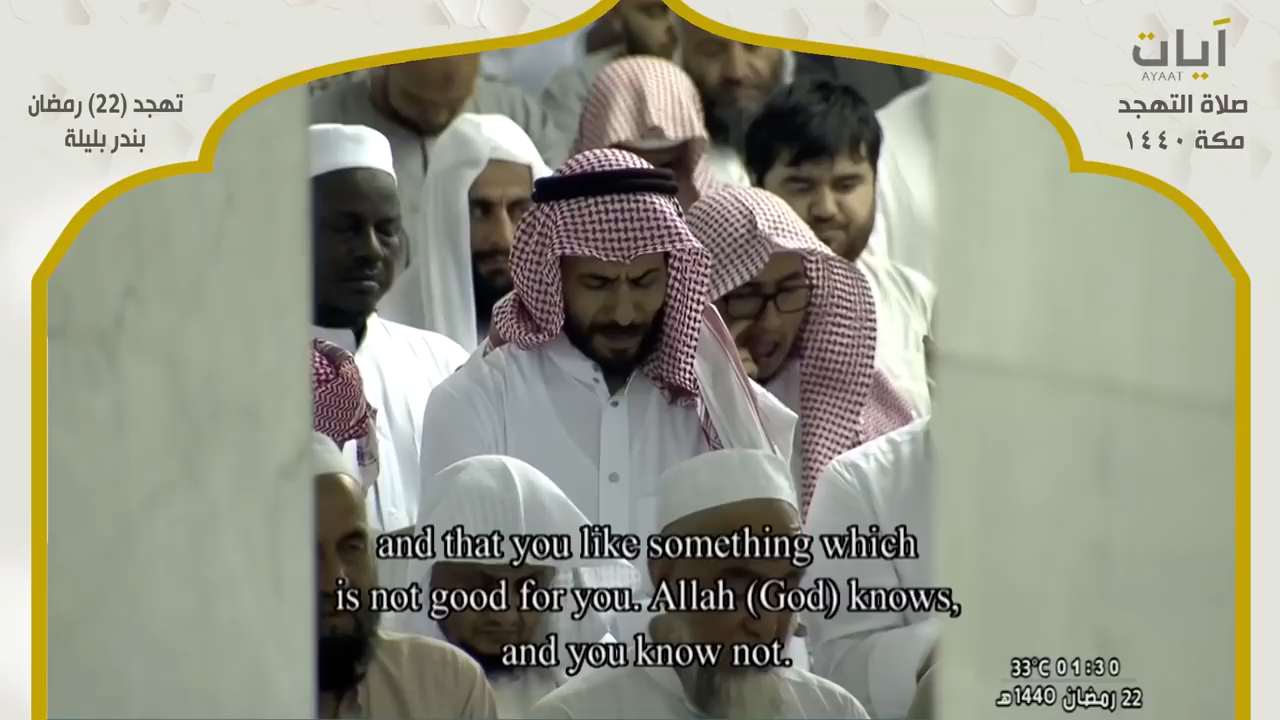 آيات
AYAAT
صلاة التهجد
مكة ١٤٤٠
تهجد (22) رمضان
بندر بليلة
and that you like something which
is not good for you. Allah (God) knows,
and you know not.
33°C 01:30
22 رمضان 1440هـ